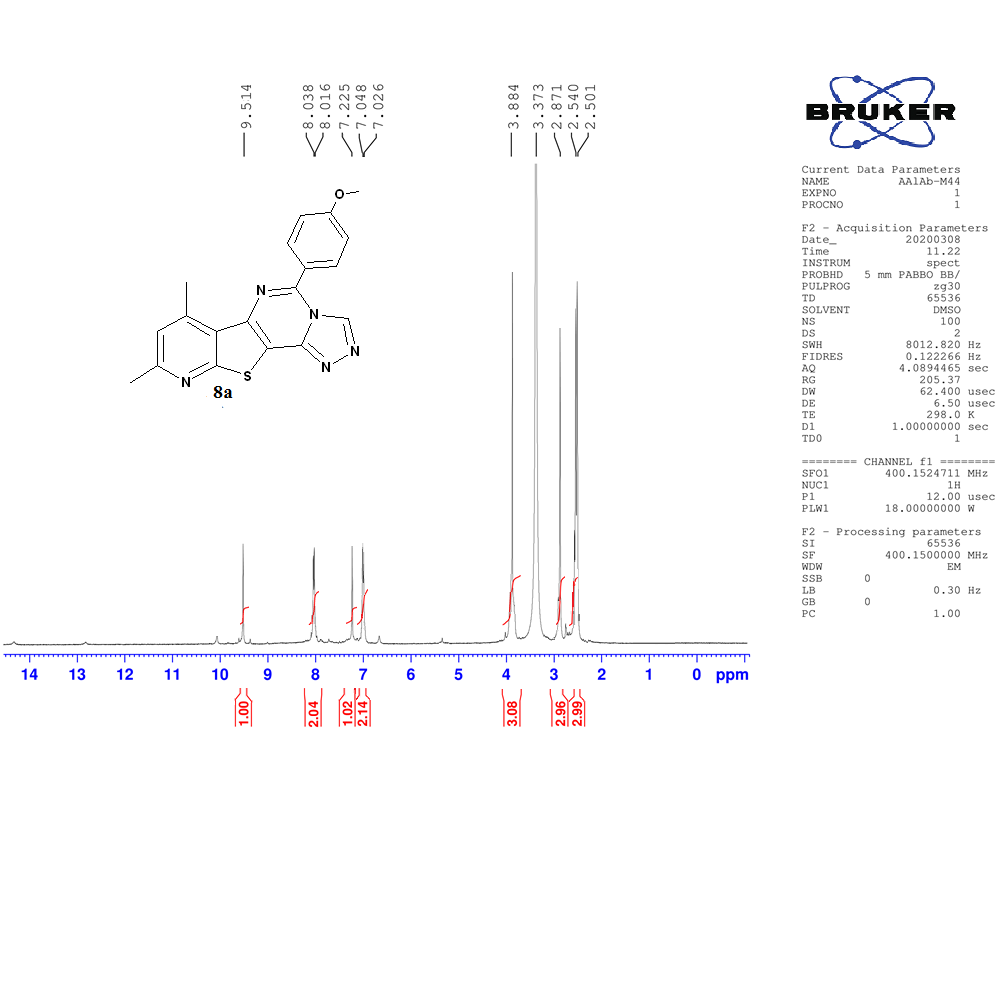 9.514
8.038
8.016
7.225
7.048
7.026
3.884
3.373
2.871
2.540
2.501
BRUKER
O
N
N
N
N
N
S
8a
Current Data Parameters
NAME AA1Ab-M44
EXPNO 1
PROCNO 1
F2 - Acquisition Parameters
Date_ 20200308
Time 11.22
INSTRUM spect
PROBHD 5 mm PABBO BB/
PULPROG zg30
TD 65536
SOLVENT DMSO
NS 100
DS 2
SWH 8012.820 Hz
FIDRES 0.122266 Hz
AQ 4.0894465 sec
RG 205.37
DW 62.400 usec
DE 6.50 usec
TE 298.0 K
D1 1.00000000 sec
TD0 1
======== CHANNEL f1 ========
SFO1 400.1524711 MHz
NUC1 1H
P1 12.00 usec
PLW1 18.00000000 W
F2 - Processing parameters
SI 65536
SF 400.1500000 MHz
WDW EM
SSB 0
LB 0.30 Hz
GB 0
PC 1.00
14 13 12 11 10 9 8 7 6 5 4 3 2 1 0 ppm
1.00
2.04
1.02
2.14
3.08
2.96
2.99